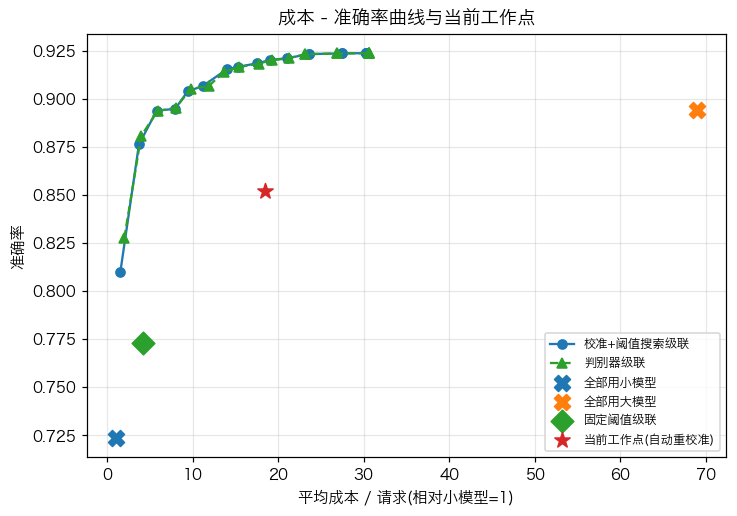 成本 - 准确率曲线与当前工作点
准确率
0.925
0.900
0.875
0.850
0.825
0.800
0.775
0.750
0.725
0 10 20 30 40 50 60 70
平均成本 / 请求(相对小模型=1)
校准+阈值搜索级联
判别器级联
全部用小模型
全部用大模型
固定阈值级联
当前工作点(自动重校准)